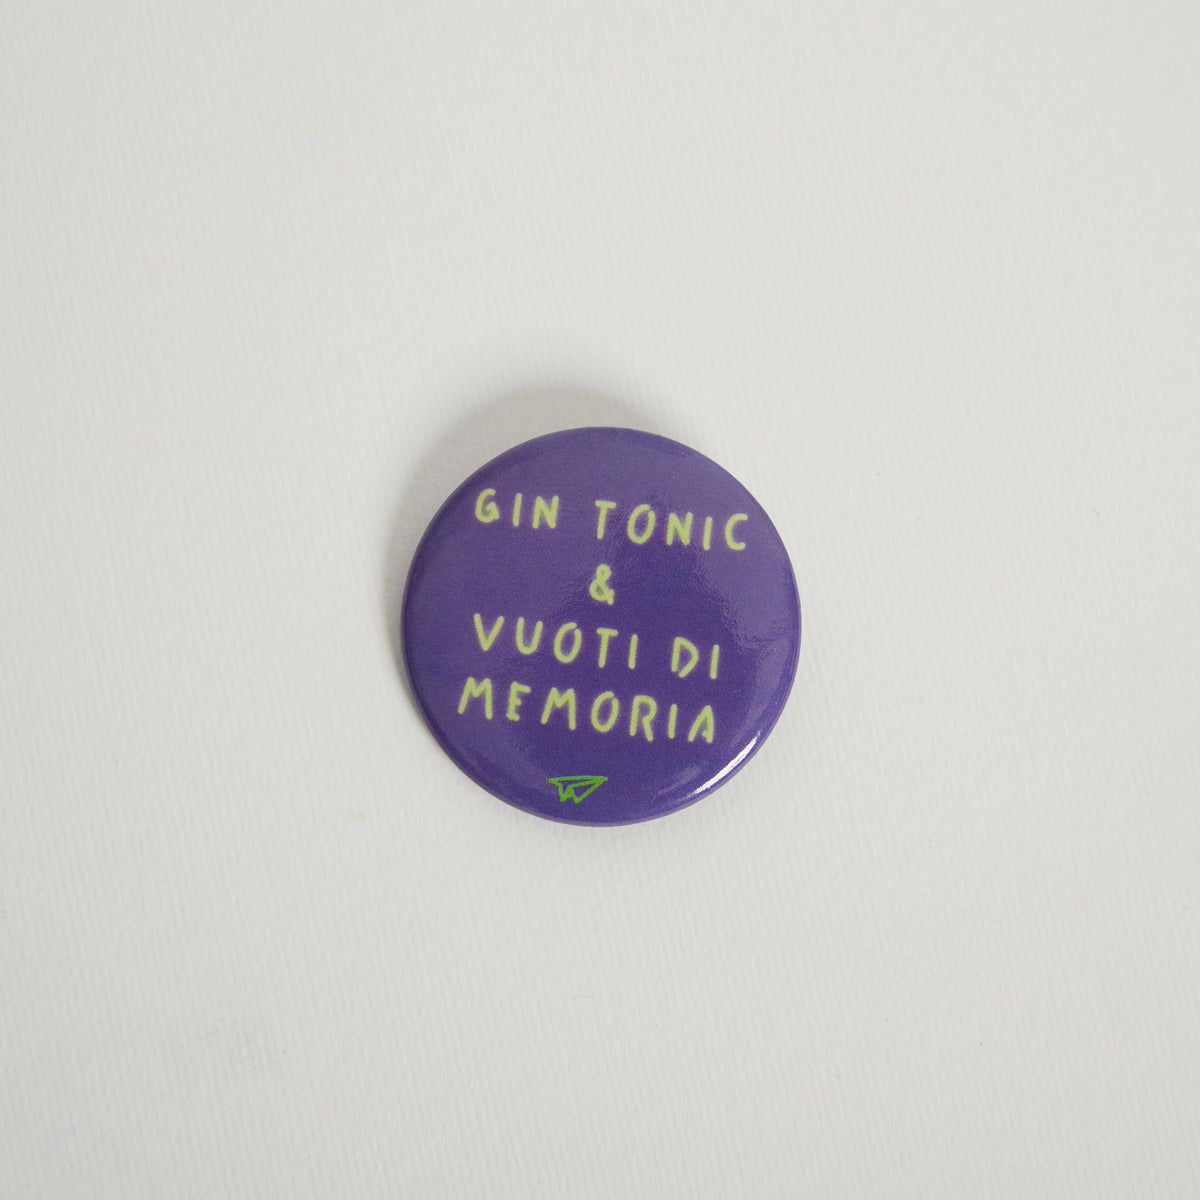 GIN TONIC
&
VUOTI DI
MEMORIA